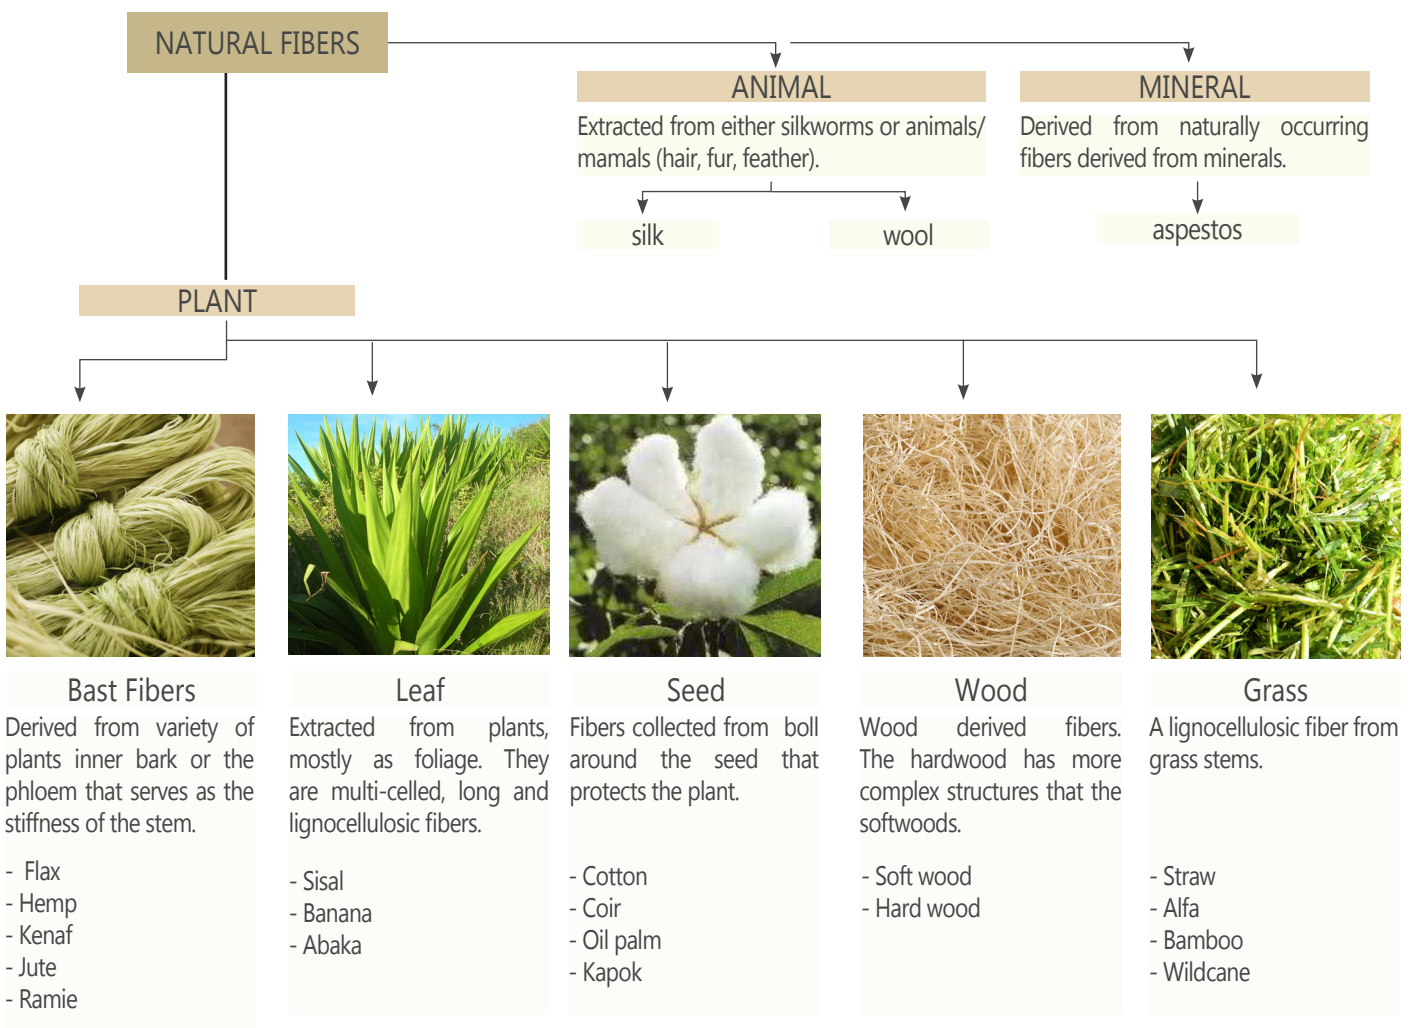 NATURAL FIBERS
ANIMAL
Extracted from either silkworms or animals/
mamals (hair, fur, feather).
silk
wool
MINERAL
Derived from naturally occurring
fibers derived from minerals.
aspestos
PLANT
Bast Fibers
Derived from variety of
plants inner bark or the
phloem that serves as the
stiffness of the stem.
- Flax
- Hemp
- Kenaf
- Jute
- Ramie
Leaf
Extracted from plants,
mostly as foliage. They
are multi-celled, long and
lignocellulosic fibers.
- Sisal
- Banana
- Abaka
Seed
Fibers collected from boll
around the seed that
protects the plant.
- Cotton
- Coir
- Oil palm
- Kapok
Wood
Wood derived fibers.
The hardwood has more
complex structures that the
softwoods.
- Soft wood
- Hard wood
Grass
A lignocellulosic fiber from
grass stems.
- Straw
- Alfa
- Bamboo
- Wildcane